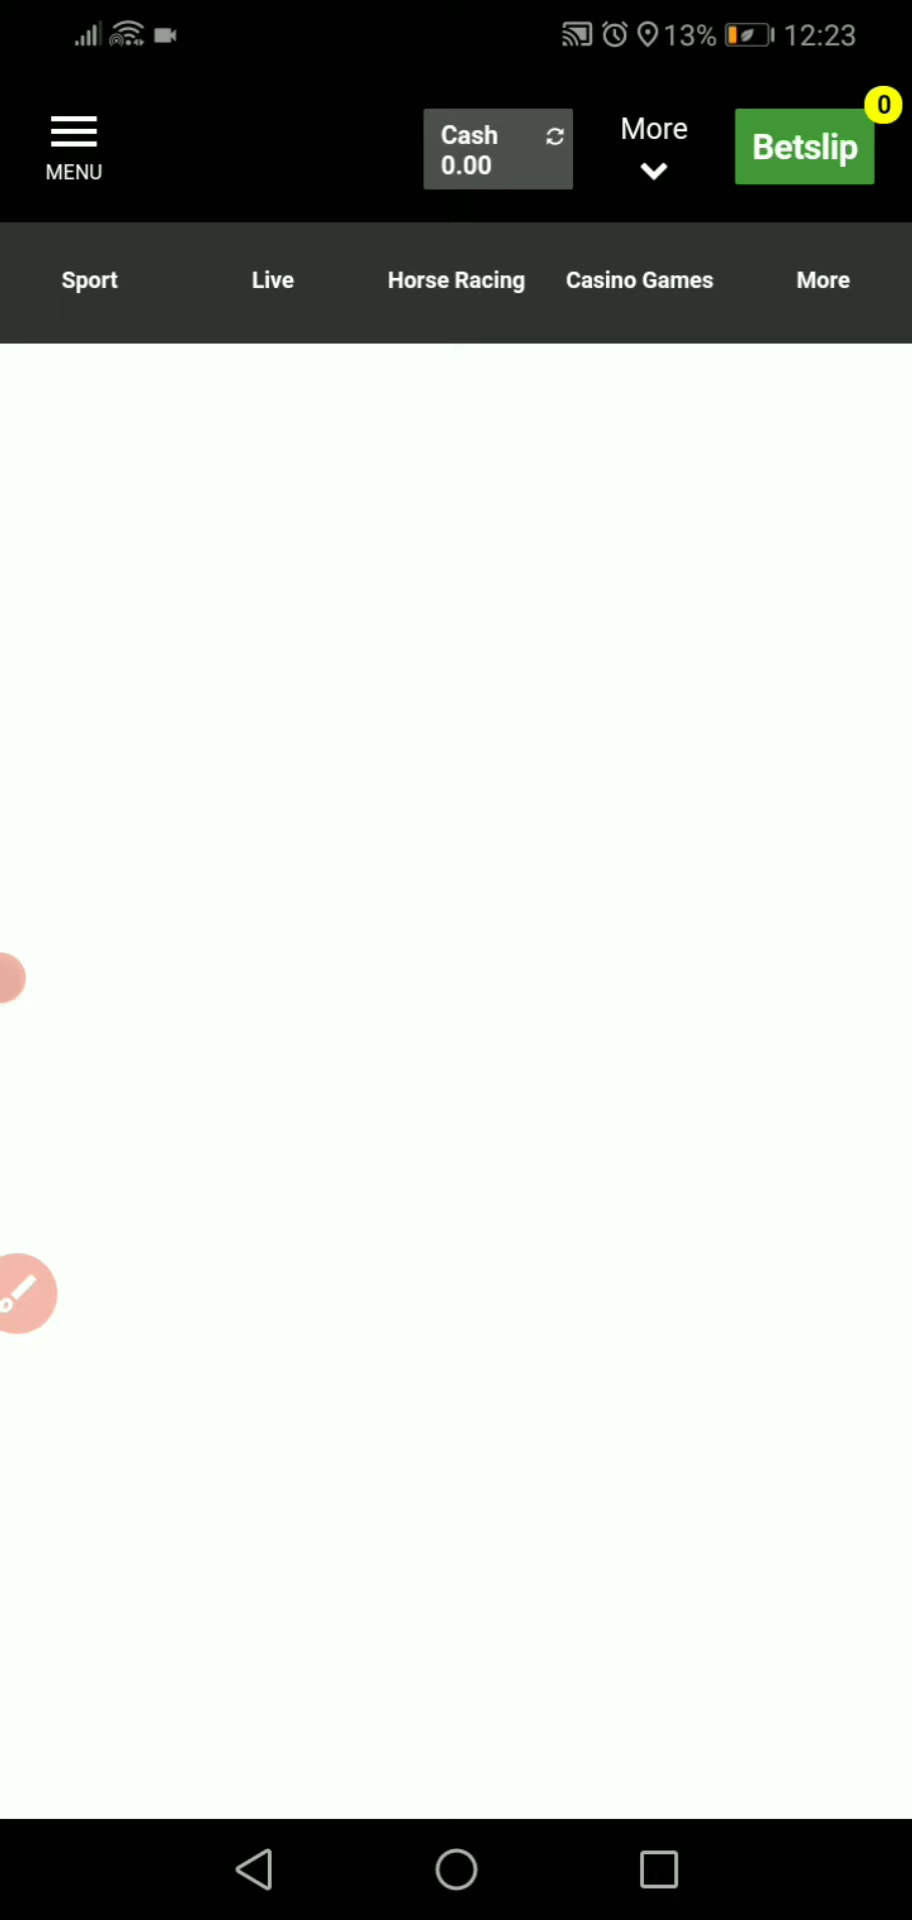 13% 12:23
0
MENU
Cash
0.00
More
Betslip
Sport Live Horse Racing Casino Games More